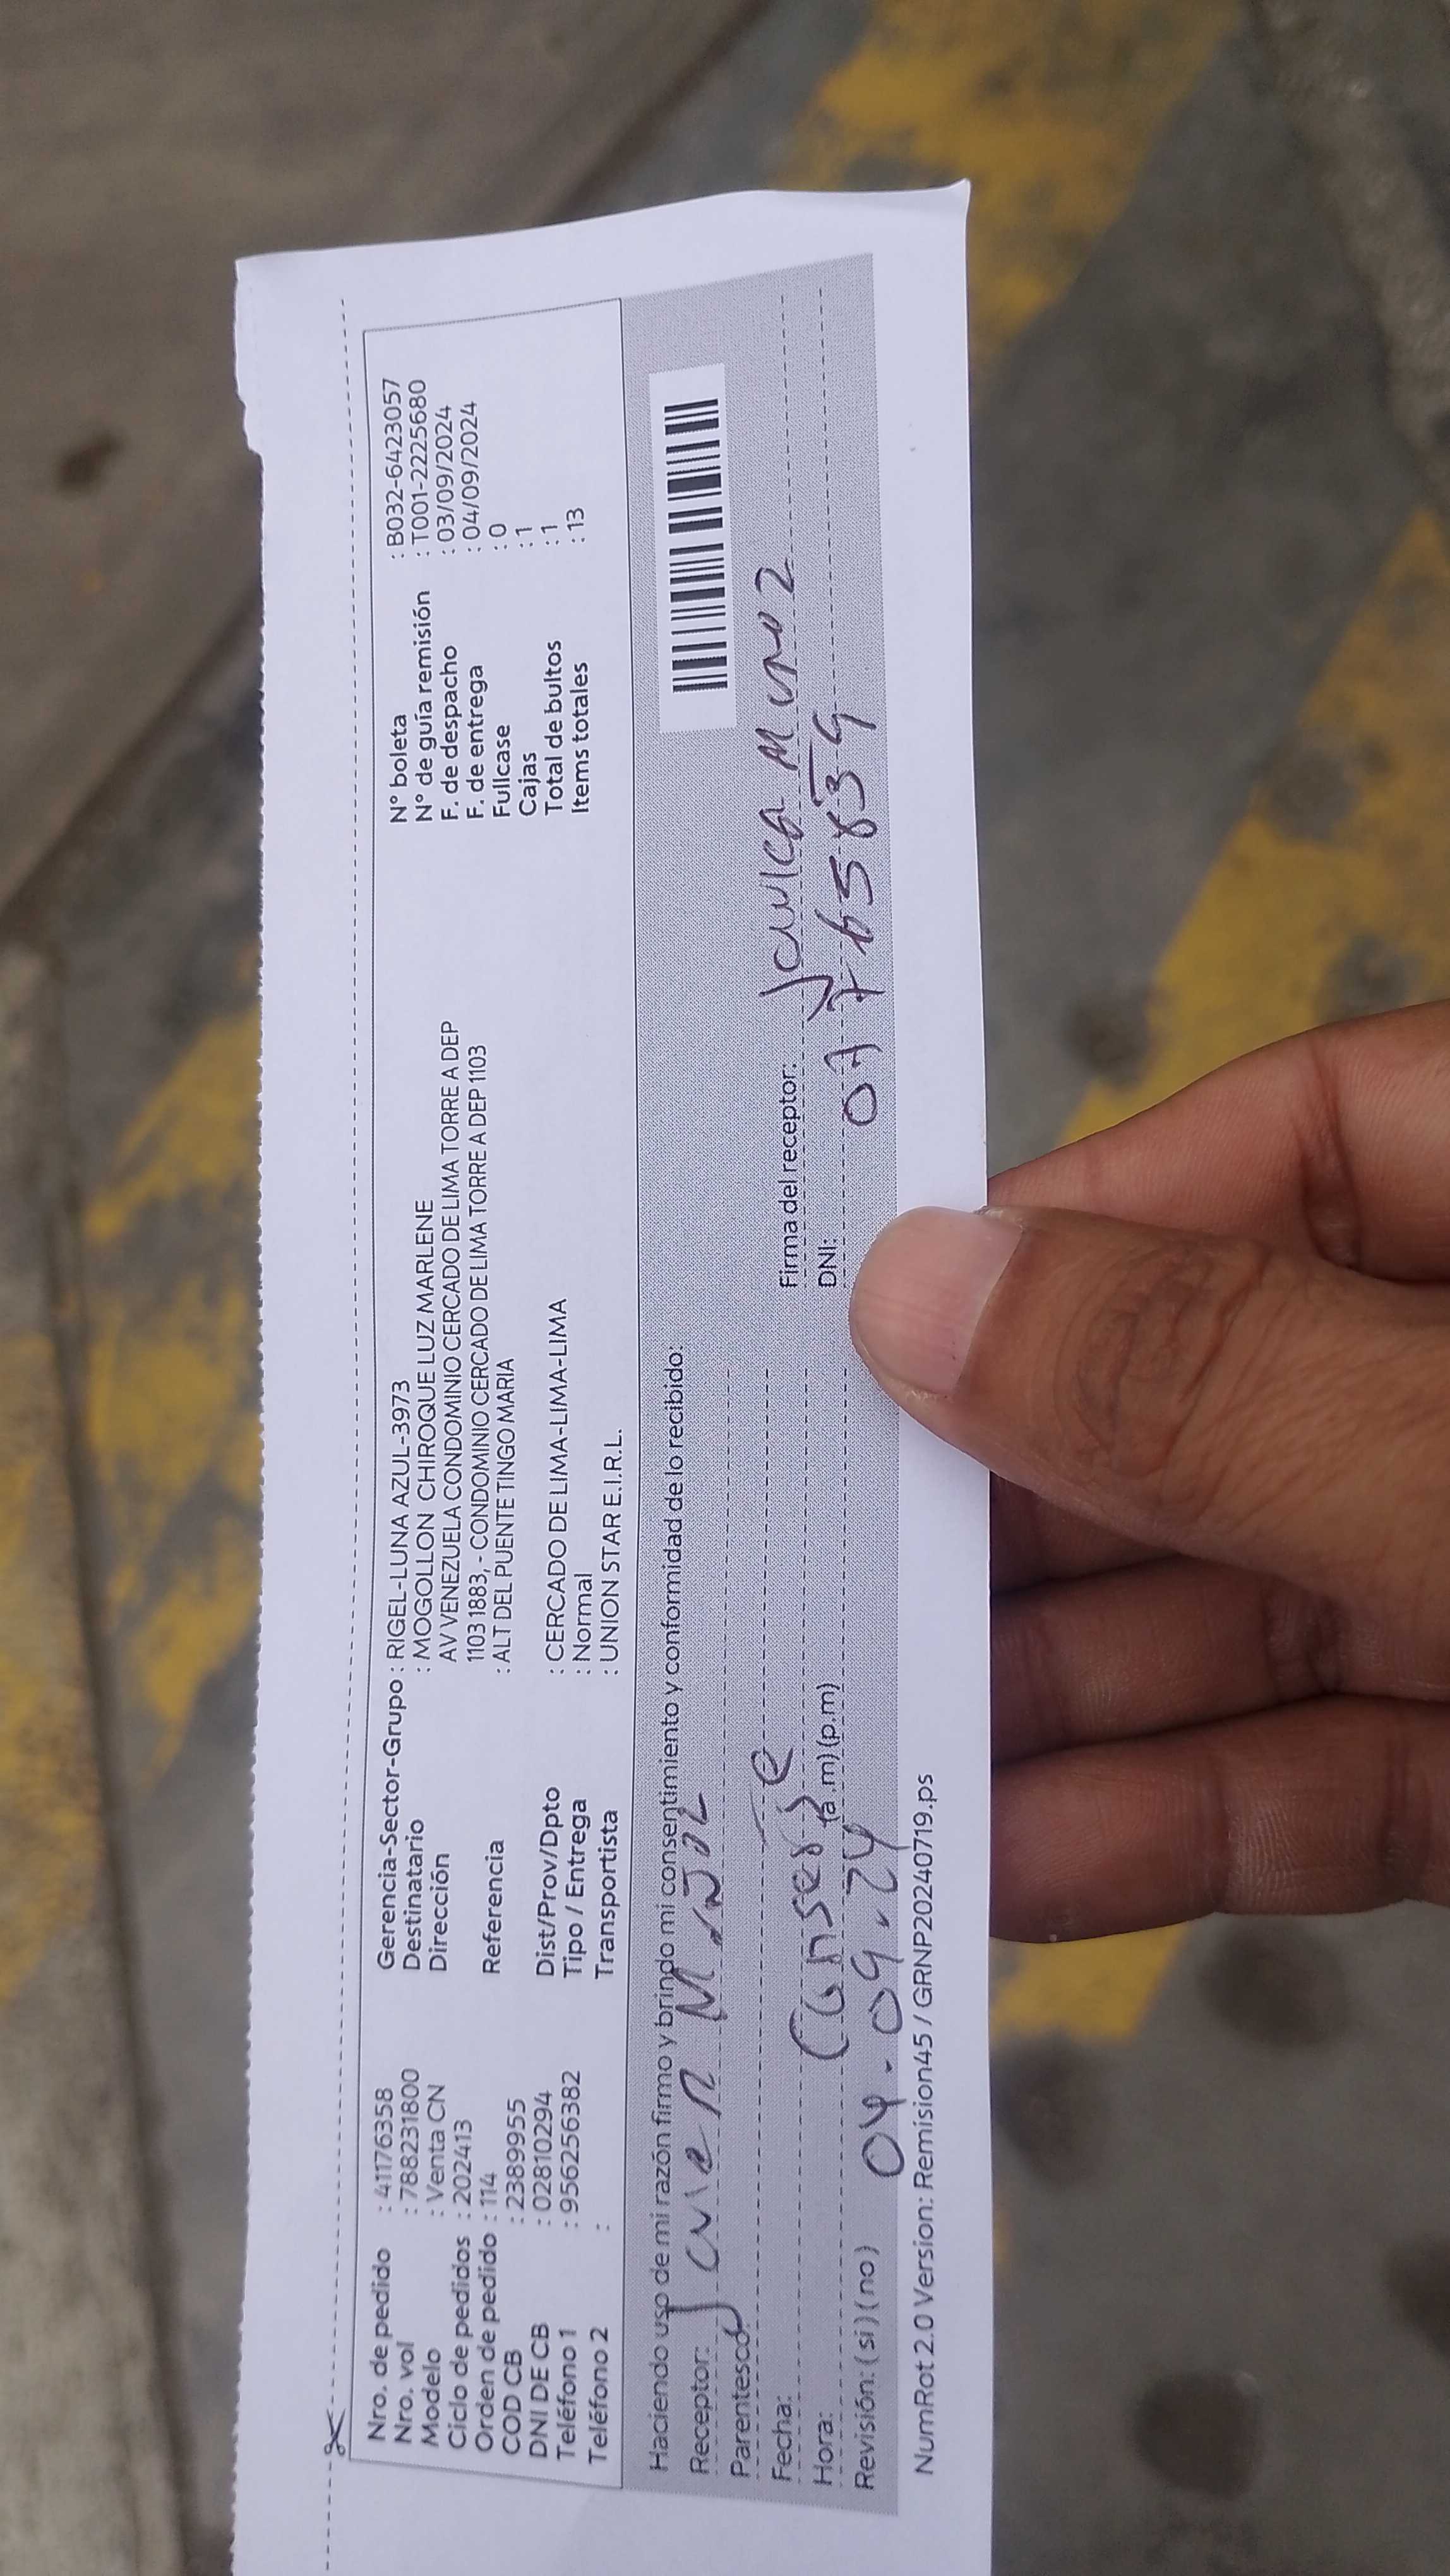 Nro. de pedido : 41176358
Nro. vol : 788231800
Modelo : Venta CN
Ciclo de pedidos : 202413
Orden de pedido : 114
COD CB : 2389955
DNI DE CB : 02810294
Teléfono 1 : 956256382
Teléfono 2 :
Gerencia-Sector-Grupo : RIGEL-LUNA AZUL-3973
Destinatario : MOGOLLON CHIROQUE LUZ MARLENE
Dirección AV VENEZUELA CONDOMINIO CERCADO DE LIMA TORRE A DEP
1103 1883, - CONDOMINIO CERCADO DE LIMA TORRE A DEP 1103
Referencia : ALT DEL PUENTE TINGO MARIA
Dist/Prov/Dpto : CERCADO DE LIMA-LIMA-LIMA
Tipo / Entrega : Normal
Transportista : UNION STAR E.I.R.L.
N° boleta : B032-6423057
N° de guía remisión : T001-2225680
F. de despacho : 03/09/2024
F. de entrega : 04/09/2024
Fullcase : 0
Cajas : 1
Total de bultos : 1
Items totales : 13
Haciendo uso de mi razón firmo y brindo mi consentimiento y conformidad de lo recibido:
Receptor:
Parentesco
Fecha: Conserje
Hora: (a.m) (p.m)
Revisión: (si) (no) 04.09.24
Firma del receptor:
DNI:
NumRot 2.0 Version: Remision45 / GRNP20240719.ps